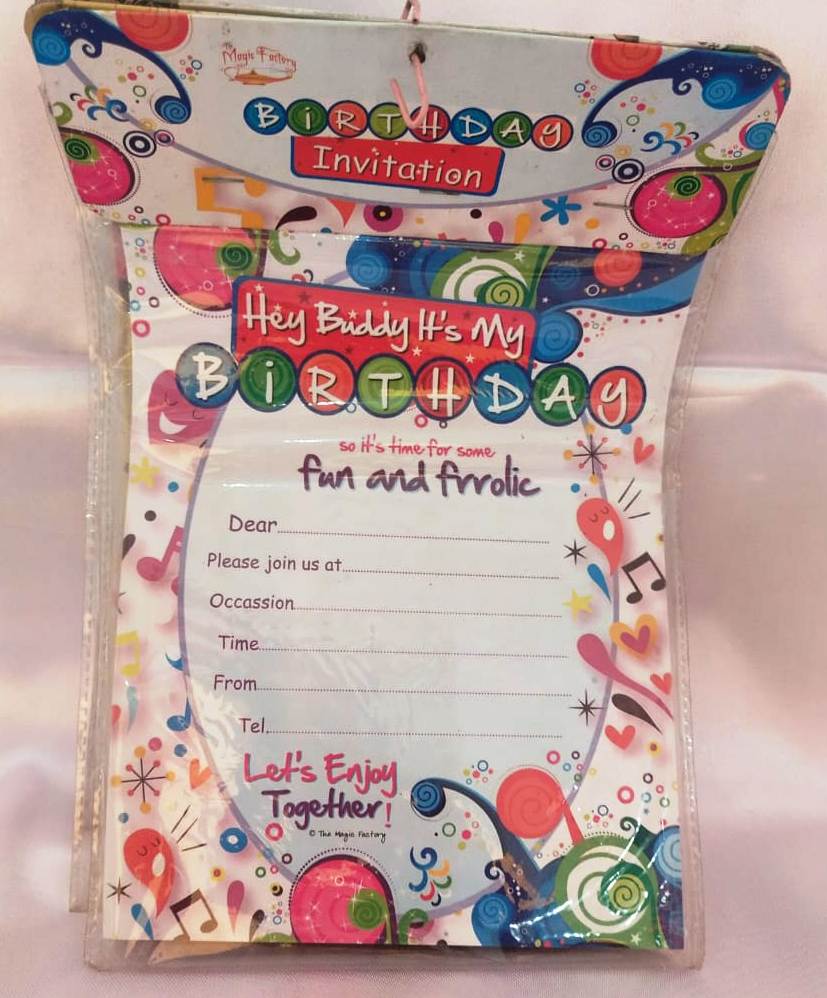 The
Magic Factory
BiRTHDAY
Invitation
Hey Buddy It's My
BiRTHDAY
so it's time for some
fun and frrolic
Dear
Please join us at
Occassion
Time
From
Tel.
Let's Enjoy
Together!
© The Magic Factory